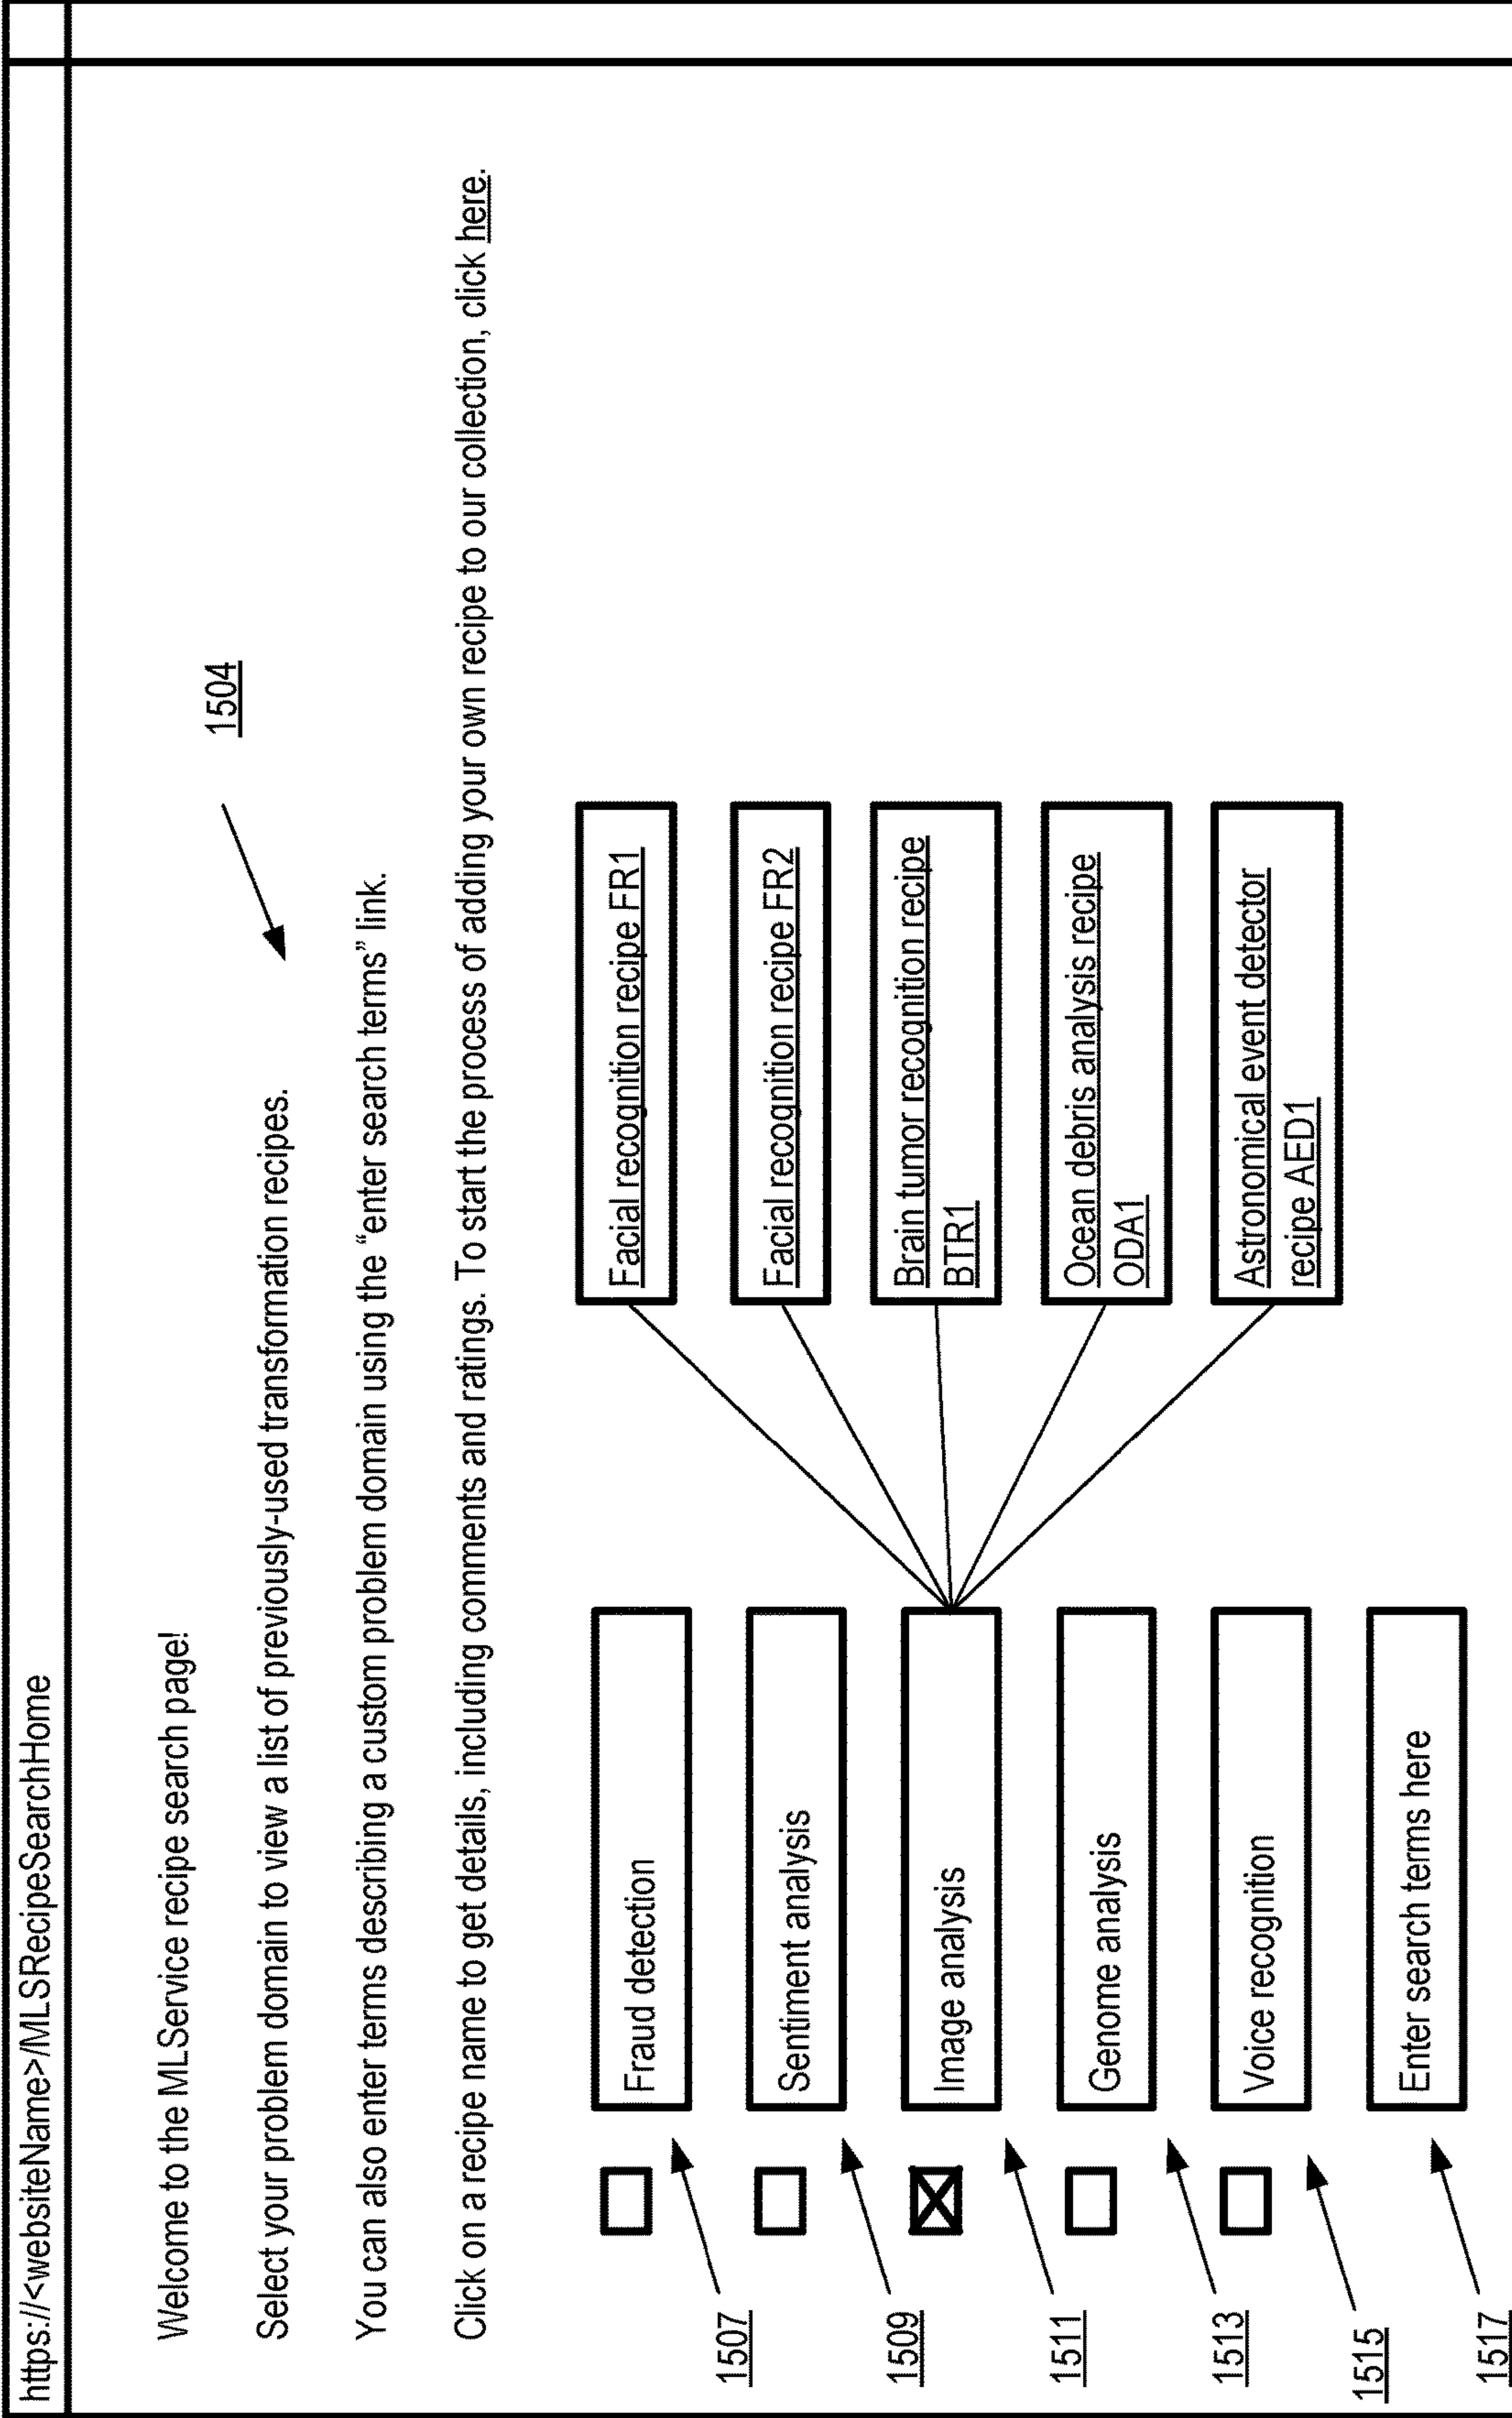 https://<websiteName>/MLSRecipeSearchHome
Welcome to the MLService recipe search page!
1504
Select your problem domain to view a list of previously-used transformation recipes.
You can also enter terms describing a custom problem domain using the “enter search terms” link.
Click on a recipe name to get details, including comments and ratings. To start the process of adding your own recipe to our collection, click here.
1507
Fraud detection
1509
Sentiment analysis
1511
Image analysis
1513
Genome analysis
1515
Voice recognition
1517
Enter search terms here
Facial recognition recipe FR1
Facial recognition recipe FR2
Brain tumor recognition recipe
BTR1
Ocean debris analysis recipe
ODA1
Astronomical event detector
recipe AED1